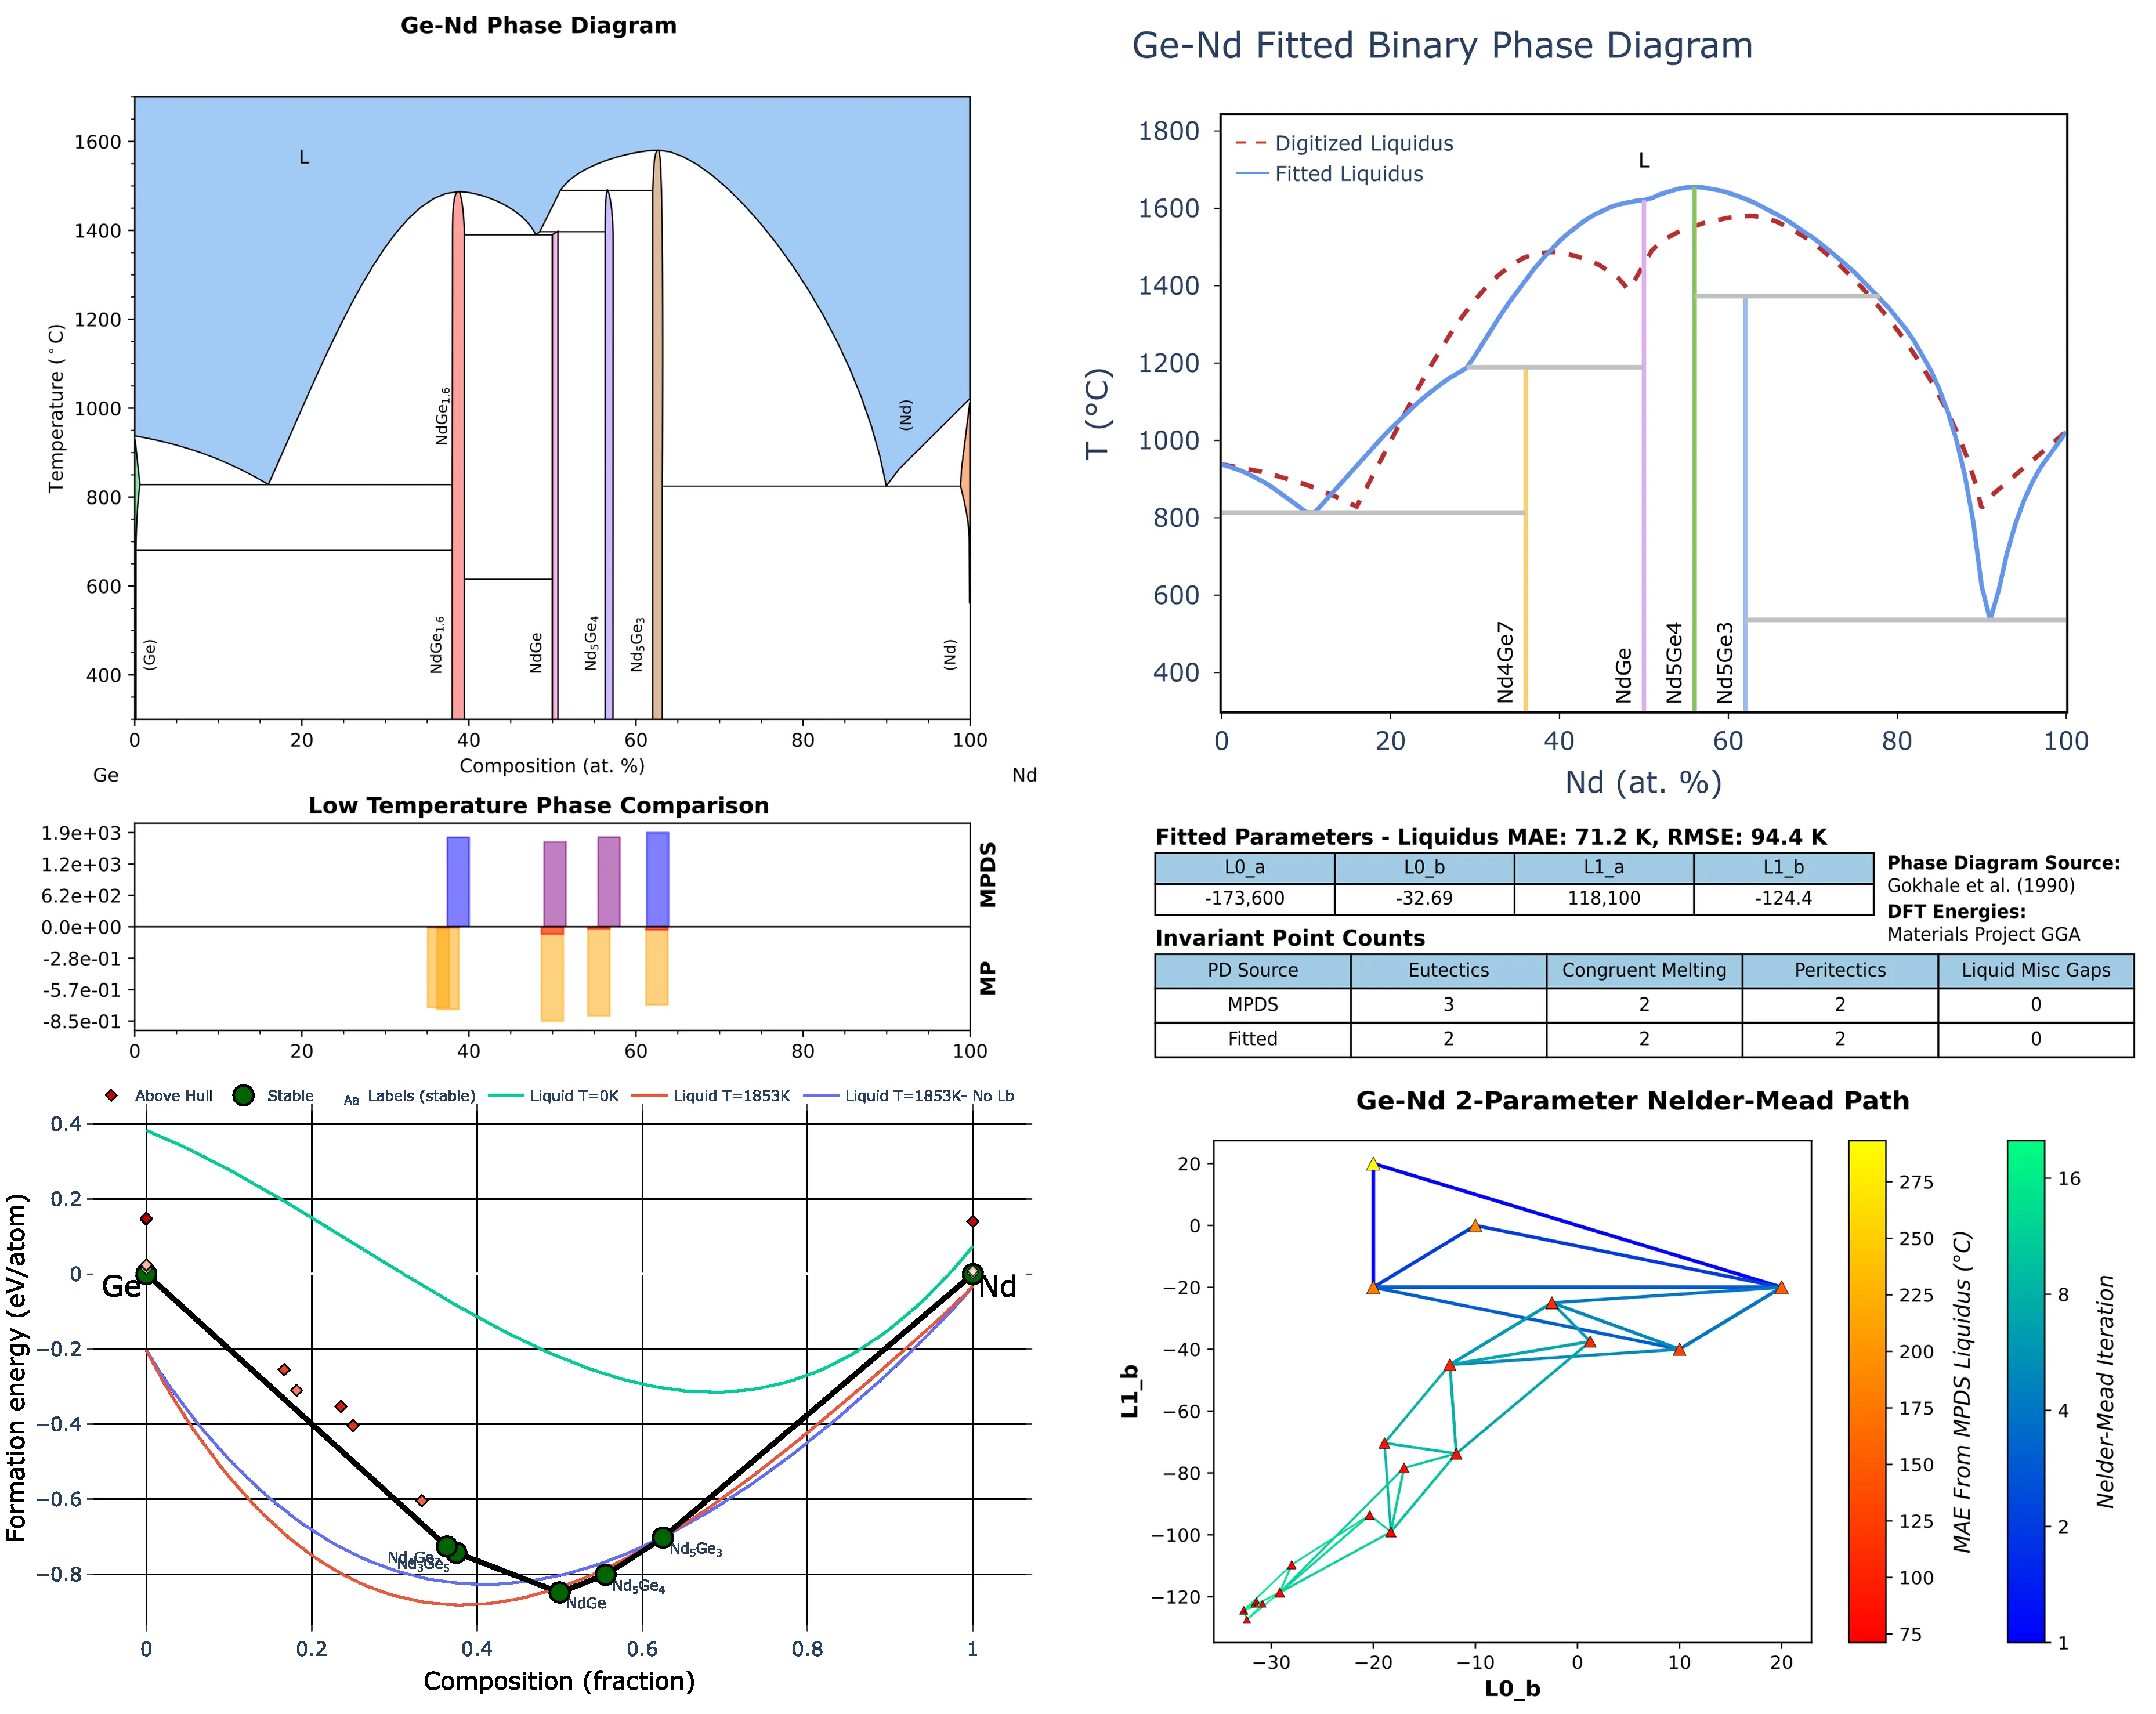 Ge-Nd Phase Diagram
1600
1400
1200
1000
800
600
400
Temperature (°C)
L
NdGe1.6
(Nd)
(Ge)
NdGe1.6
NdGe
Nd5Ge4
Nd5Ge3
(Nd)
0 20 40 60 80 100
Composition (at. %)
Ge Nd
Ge-Nd Fitted Binary Phase Diagram
1800
1600
1400
1200
1000
800
600
400
T (°C)
Digitized Liquidus
Fitted Liquidus
L
Nd4Ge7
NdGe
Nd5Ge4
Nd5Ge3
0 20 40 60 80 100
Nd (at. %)
Low Temperature Phase Comparison
1.9e+03
1.2e+03
6.2e+02
0.0e+00
-2.8e-01
-5.7e-01
-8.5e-01
MPDS
MP
0 20 40 60 80 100
Fitted Parameters - Liquidus MAE: 71.2 K, RMSE: 94.4 K
L0_a L0_b L1_a L1_b
-173,600 -32.69 118,100 -124.4
Phase Diagram Source:
Gokhale et al. (1990)
DFT Energies:
Materials Project GGA
Invariant Point Counts
PD Source Eutectics Congruent Melting Peritectics Liquid Misc Gaps
MPDS 3 2 2 0
Fitted 2 2 2 0
Above Hull Stable Aa Labels (stable) Liquid T=0K Liquid T=1853K Liquid T=1853K- No Lb
0.4
0.2
0
−0.2
−0.4
−0.6
−0.8
Formation energy (eV/atom)
Ge
Nd
Nd3Ge5
NdGe
Nd5Ge4
Nd5Ge3
0 0.2 0.4 0.6 0.8 1
Composition (fraction)
Ge-Nd 2-Parameter Nelder-Mead Path
20
0
−20
−40
−60
−80
−100
−120
L1_b
−30 −20 −10 0 10 20
L0_b
275
250
225
200
175
150
125
100
75
MAE From MPDS Liquidus (°C)
16
8
4
2
1
Nelder-Mead Iteration